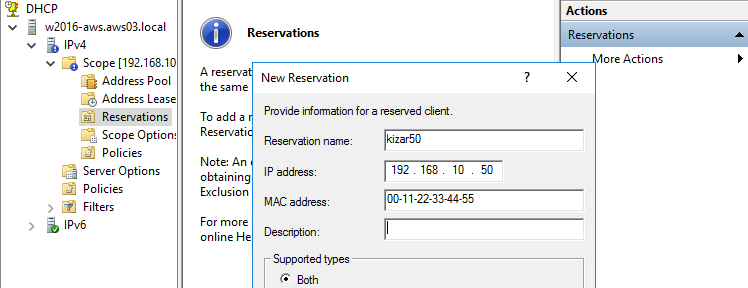 DHCP
w2016-aws.aws03.local
IPv4
Scope [192.168.10
Address Pool
Address Lease
Reservations
Scope Options
Policies
Server Options
Policies
Filters
IPv6
Reservations
A reservat
the same
To add a r
Reservatio
Note: An e
obtaining
Exclusion
For more
online He
New Reservation
Provide information for a reserved client.
Reservation name: kizar50
IP address: 192 . 168 . 10 . 50
MAC address: 00-11-22-33-44-55
Description:
Supported types
Both
Actions
Reservations
More Actions